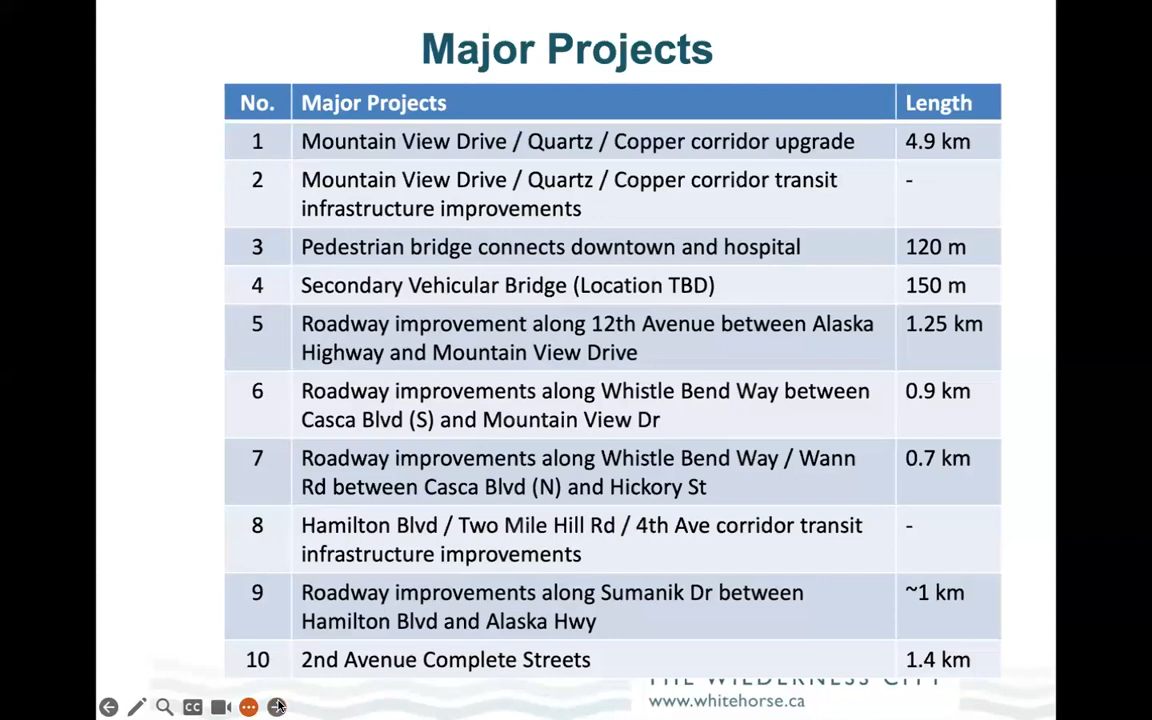 Major Projects
No. Major Projects Length
1 Mountain View Drive / Quartz / Copper corridor upgrade 4.9 km
2 Mountain View Drive / Quartz / Copper corridor transit -
infrastructure improvements
3 Pedestrian bridge connects downtown and hospital 120 m
4 Secondary Vehicular Bridge (Location TBD) 150 m
5 Roadway improvement along 12th Avenue between Alaska 1.25 km
Highway and Mountain View Drive
6 Roadway improvements along Whistle Bend Way between 0.9 km
Casca Blvd (S) and Mountain View Dr
7 Roadway improvements along Whistle Bend Way / Wann 0.7 km
Rd between Casca Blvd (N) and Hickory St
8 Hamilton Blvd / Two Mile Hill Rd / 4th Ave corridor transit -
infrastructure improvements
9 Roadway improvements along Sumanik Dr between ~1 km
Hamilton Blvd and Alaska Hwy
10 2nd Avenue Complete Streets 1.4 km
THE WILDERNESS CITY
www.whitehorse.ca
CC